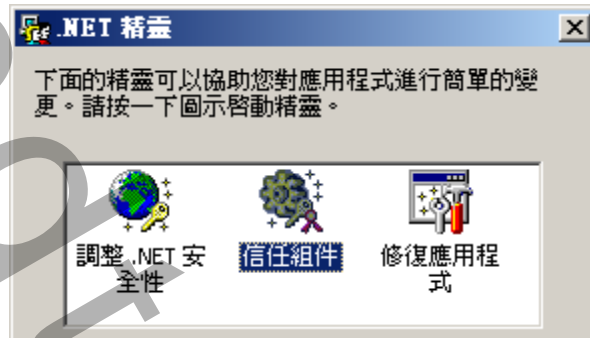 .NET 精靈
下面的精靈可以協助您對應用程式進行簡單的變
更。請按一下圖示啓動精靈。
調整 .NET 安
全性
信任組件
修復應用程
式